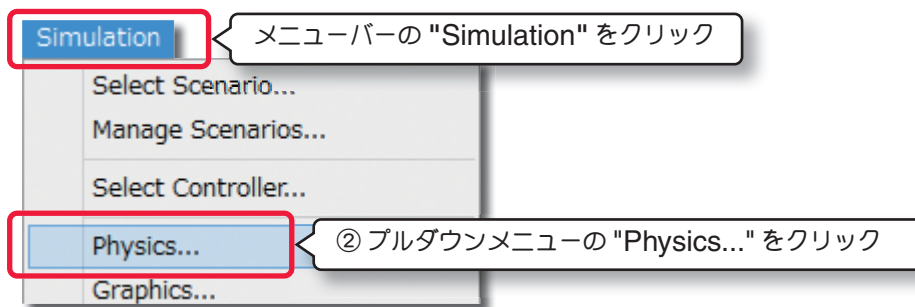 Simulation
メニューバーの "Simulation" をクリック
Select Scenario...
Manage Scenarios...
Select Controller...
Physics...
② プルダウンメニューの "Physics..." をクリック
Graphics...